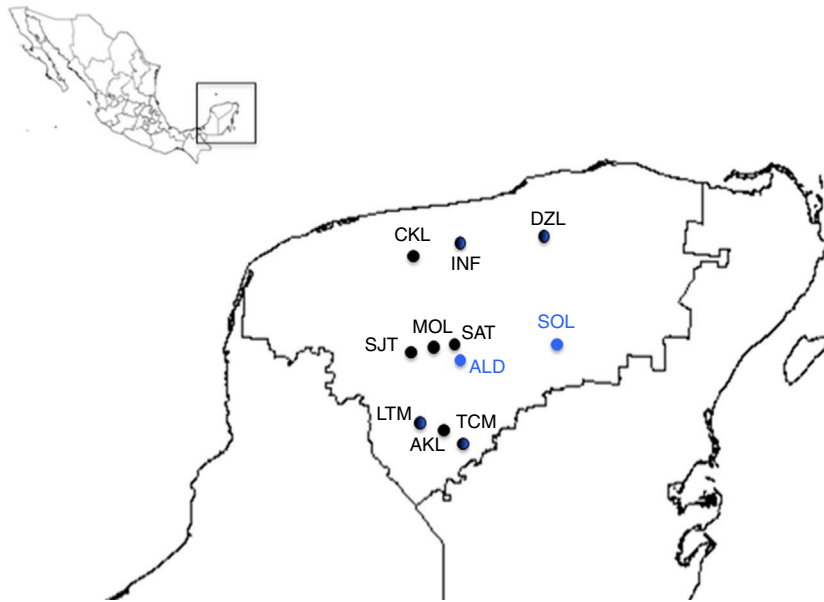 DZL
CKL
INF
SOL
MOL
SAT
SJT
ALD
LTM
TCM
AKL